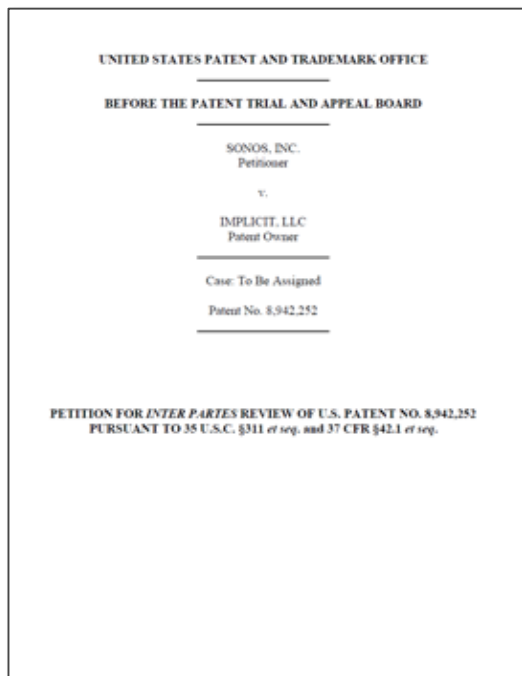 UNITED STATES PATENT AND TRADEMARK OFFICE
BEFORE THE PATENT TRIAL AND APPEAL BOARD
SONOS, INC.
Petitioner
v.
IMPLICIT, LLC
Patent Owner
Case: To Be Assigned
Patent No. 8,942,252
PETITION FOR INTER PARTES REVIEW OF U.S. PATENT NO. 8,942,252
PURSUANT TO 35 U.S.C. §311 et seq. and 37 CFR §42.1 et seq.